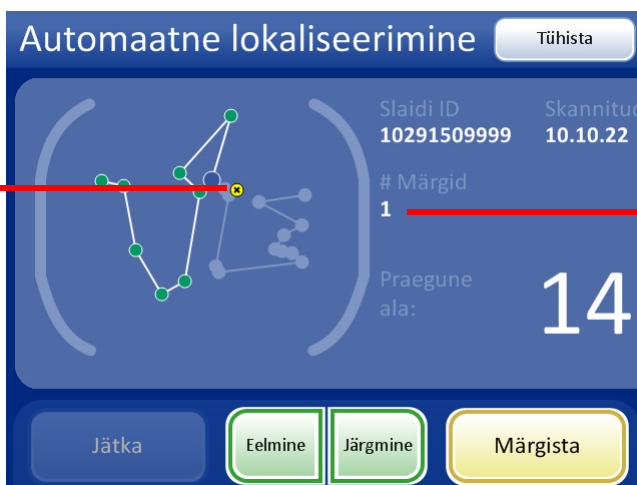 Automaatne lokaliseerimine
Tühista
Slaidi ID
10291509999
Skannitud
10.10.22
# Märgid
1
Praegune
ala:
14
Jätka
Eelmine
Järgmine
Märgista